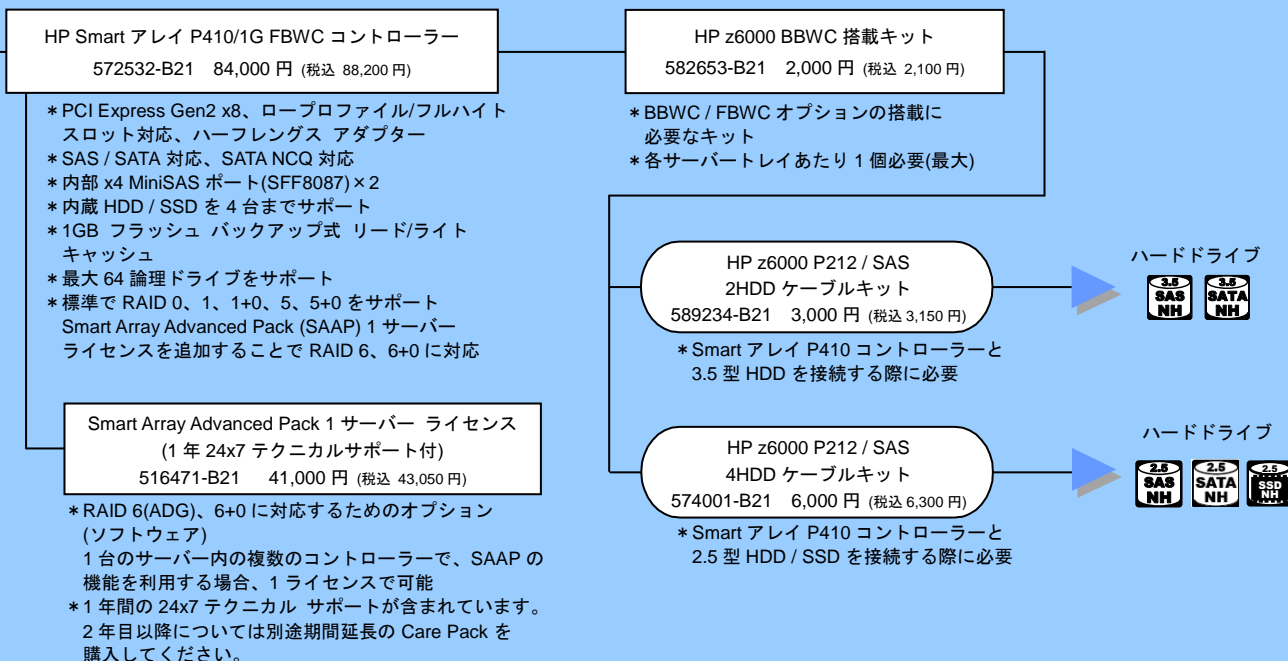 HP Smart アレイ P410/1G FBWC コントローラー
572532-B21 84,000 円 (税込 88,200 円)
＊PCI Express Gen2 x8、ロープロファイル/フルハイト
スロット対応、ハーフレングス アダプター
＊SAS / SATA 対応、SATA NCQ 対応
＊内部 x4 MiniSAS ポート(SFF8087)×2
＊内蔵 HDD / SSD を 4 台までサポート
＊1GB フラッシュ バックアップ式 リード/ライト
キャッシュ
＊最大 64 論理ドライブをサポート
＊標準で RAID 0、1、1+0、5、5+0 をサポート
Smart Array Advanced Pack (SAAP) 1 サーバー
ライセンスを追加することで RAID 6、6+0 に対応
Smart Array Advanced Pack 1 サーバー ライセンス
(1 年 24x7 テクニカルサポート付)
516471-B21 41,000 円 (税込 43,050 円)
＊RAID 6(ADG)、6+0 に対応するためのオプション
(ソフトウェア)
1 台のサーバー内の複数のコントローラーで、SAAP の
機能を利用する場合、1 ライセンスで可能
＊1 年間の 24x7 テクニカル サポートが含まれています。
2 年目以降については別途期間延長の Care Pack を
購入してください。
HP z6000 BBWC 搭載キット
582653-B21 2,000 円 (税込 2,100 円)
＊BBWC / FBWC オプションの搭載に
必要なキット
＊各サーバートレイあたり 1 個必要(最大)
HP z6000 P212 / SAS
2HDD ケーブルキット
589234-B21 3,000 円 (税込 3,150 円)
＊Smart アレイ P410 コントローラーと
3.5 型 HDD を接続する際に必要
ハードドライブ
3.5 SAS NH
3.5 SATA NH
HP z6000 P212 / SAS
4HDD ケーブルキット
574001-B21 6,000 円 (税込 6,300 円)
＊Smart アレイ P410 コントローラーと
2.5 型 HDD / SSD を接続する際に必要
ハードドライブ
2.5 SAS NH
2.5 SATA NH
2.5 SSD NH